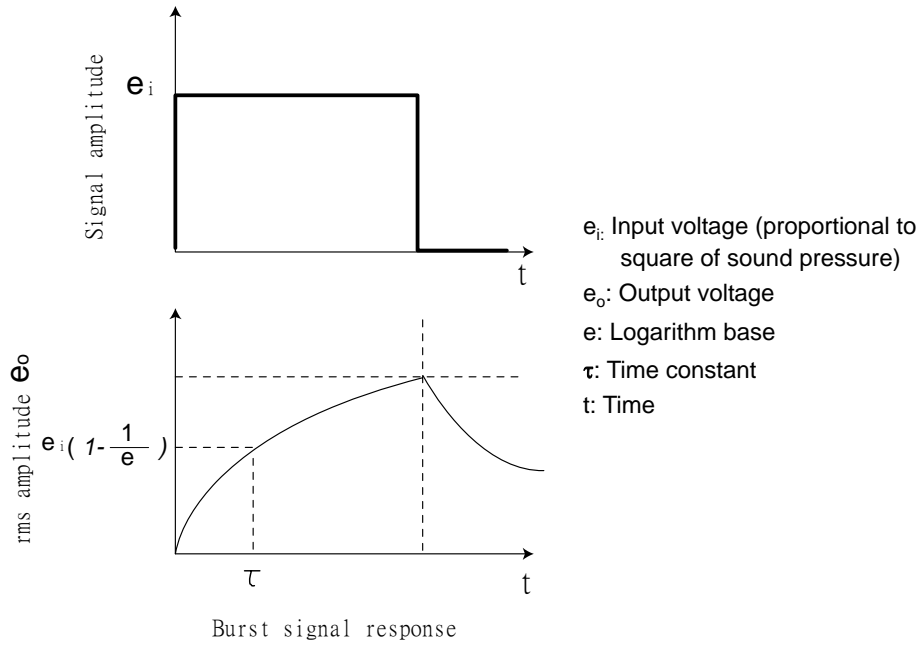 Signal amplitude
eᵢ
t
eᵢ: Input voltage (proportional to
square of sound pressure)
eₒ: Output voltage
e: Logarithm base
τ: Time constant
t: Time
rms amplitude eₒ
eᵢ( 1- 1/e )
τ
t
Burst signal response